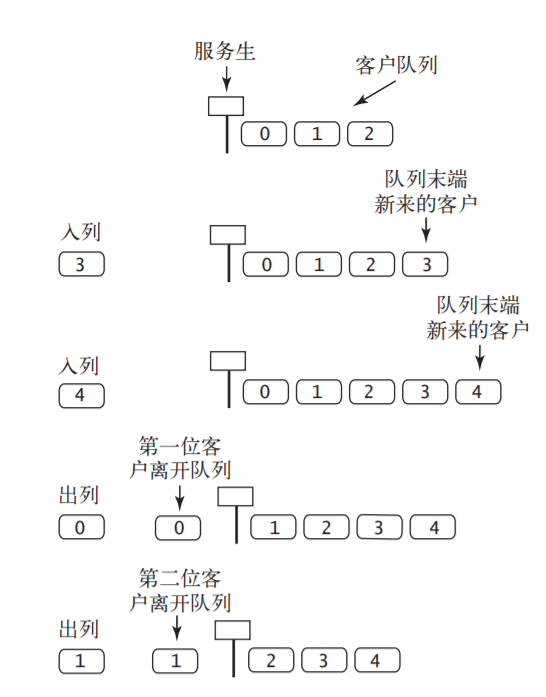 服务生
客户队列
0 1 2
队列末端
新来的客户
入列
3
0 1 2 3
队列末端
新来的客户
入列
4
0 1 2 3 4
第一位客
户离开队列
出列
0
0
1 2 3 4
第二位客
户离开队列
出列
1
1
2 3 4